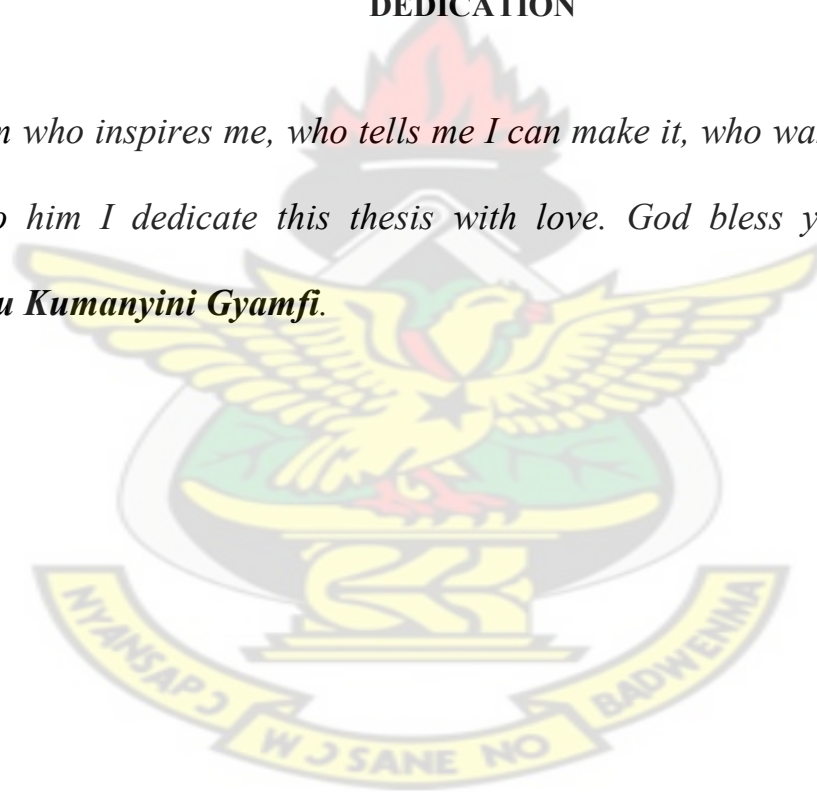 DEDICATION
who inspires me, who tells me I can make it, who
him I dedicate this thesis with love. God bless
Kumanyini Gyamfi.
NYANSAPƆ WƆSANE NO BADWENMA